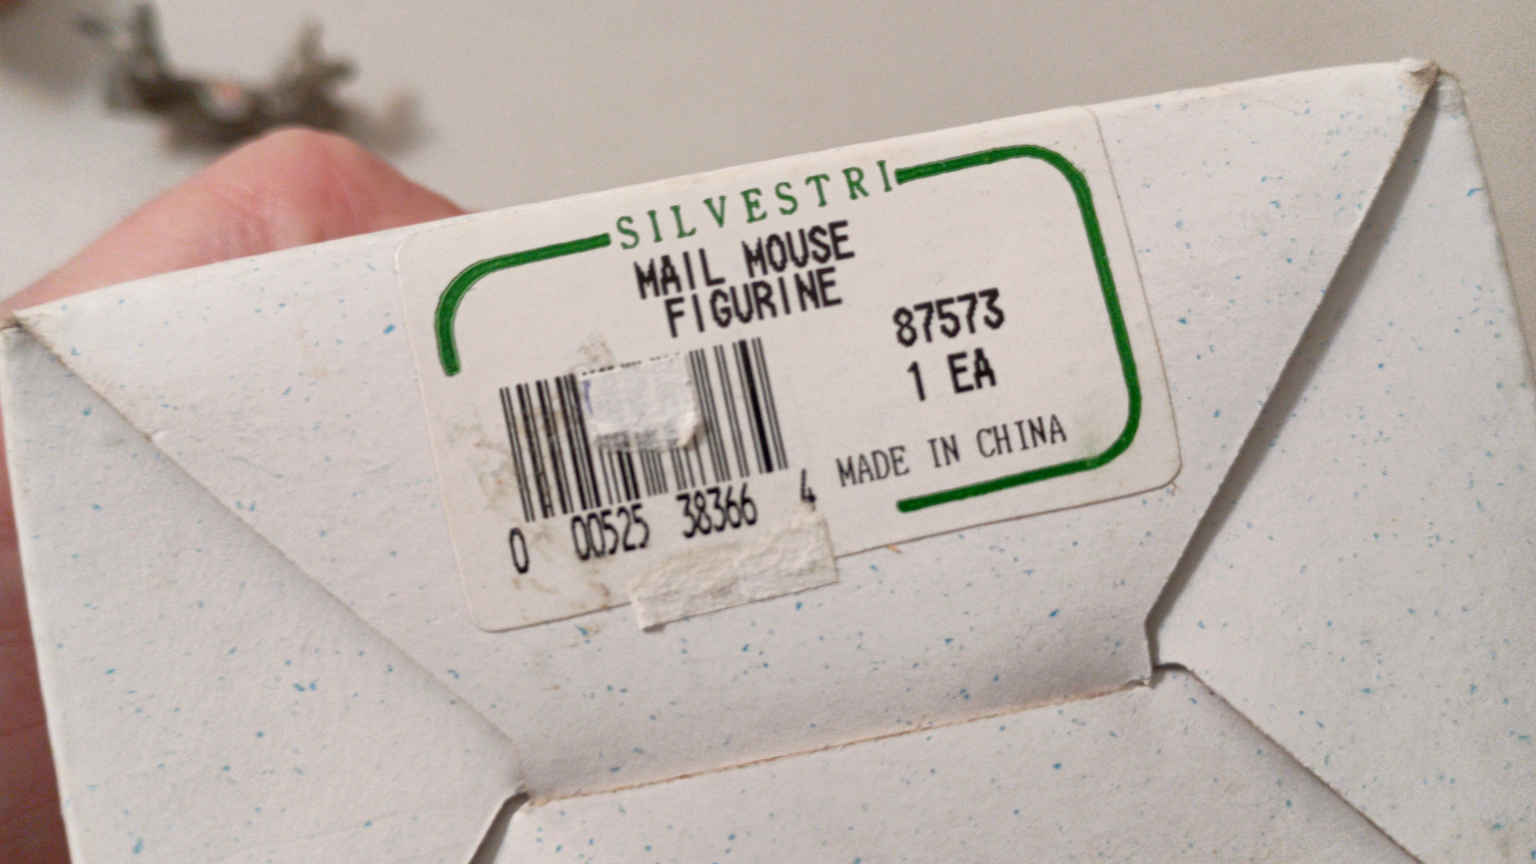 SILVESTRI
MAIL MOUSE
FIGURINE
87573
1 EA
MADE IN CHINA
0 00525 38366 4